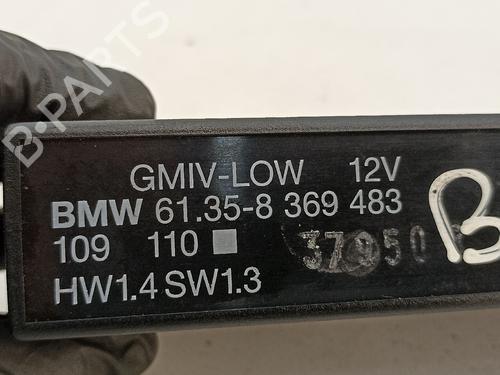 B-PARTS
GMIV-LOW 12V
BMW 61.35-8 369 483
109 110
HW1.4 SW1.3
B